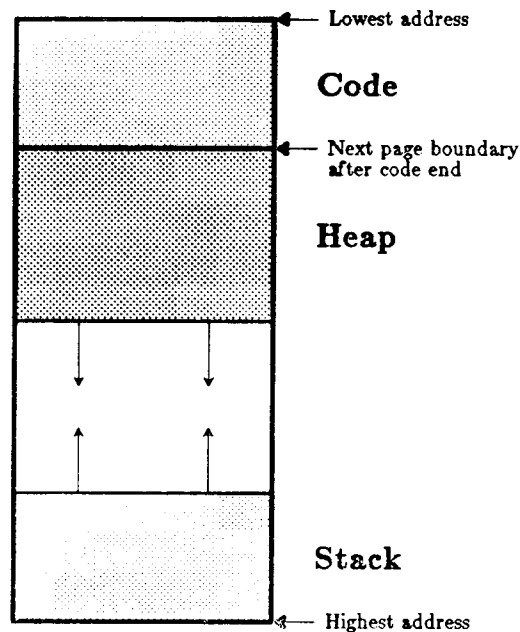 Lowest address
Code
Next page boundary
after code end
Heap
Stack
Highest address